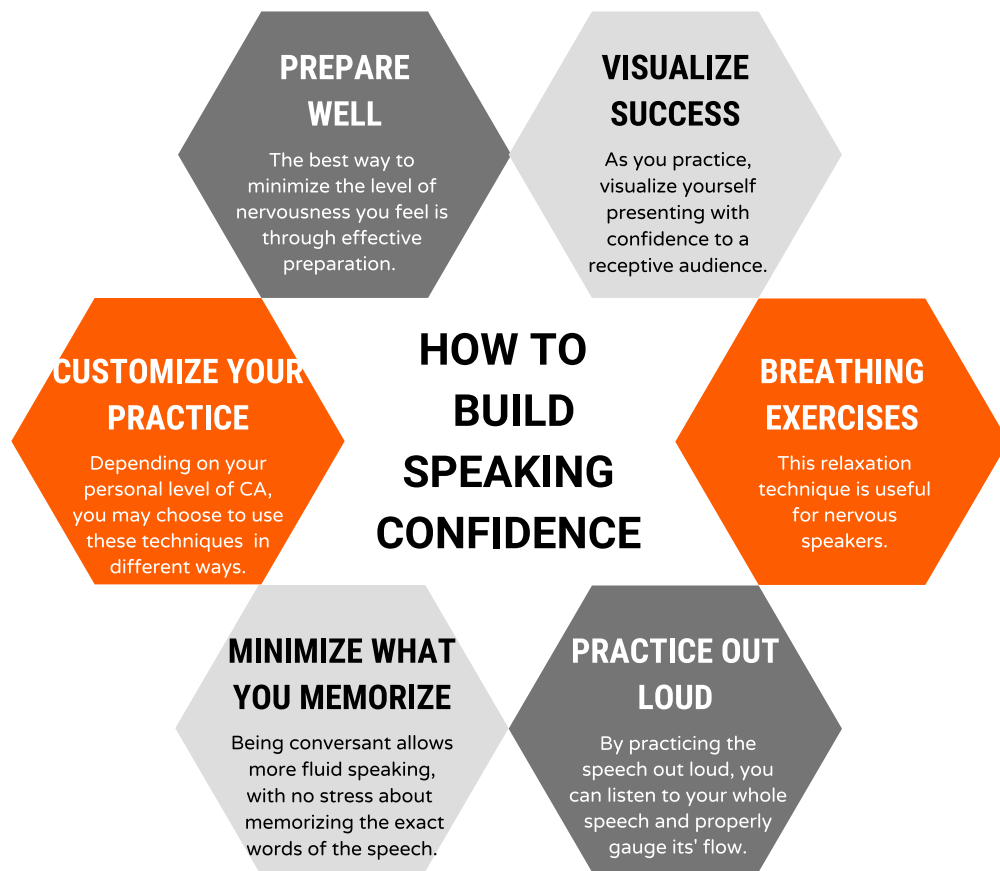 PREPARE
WELL
The best way to
minimize the level of
nervousness you feel is
through effective
preparation.
VISUALIZE
SUCCESS
As you practice,
visualize yourself
presenting with
confidence to a
receptive audience.
CUSTOMIZE YOUR
PRACTICE
Depending on your
personal level of CA,
you may choose to use
these techniques in
different ways.
HOW TO
BUILD
SPEAKING
CONFIDENCE
BREATHING
EXERCISES
This relaxation
technique is useful
for nervous
speakers.
MINIMIZE WHAT
YOU MEMORIZE
Being conversant allows
more fluid speaking,
with no stress about
memorizing the exact
words of the speech.
PRACTICE OUT
LOUD
By practicing the
speech out loud, you
can listen to your whole
speech and properly
gauge its' flow.